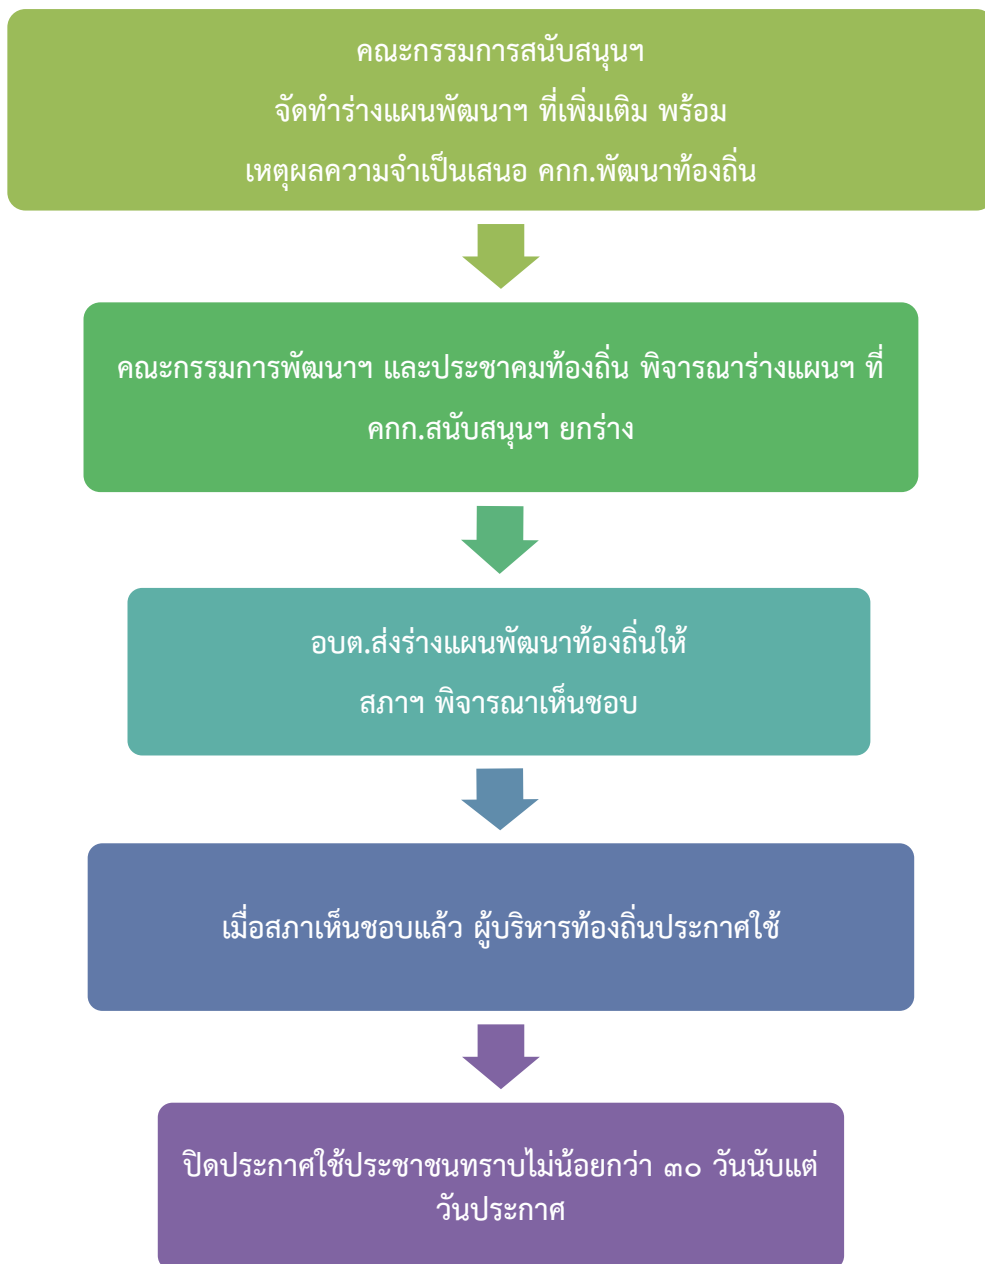 คณะกรรมการสนับสนุนฯ
จัดทำร่างแผนพัฒนาฯ ที่เพิ่มเติม พร้อม
เหตุผลความจำเป็นเสนอ คกก.พัฒนาท้องถิ่น
คณะกรรมการพัฒนาฯ และประชาคมท้องถิ่น พิจารณาร่างแผนฯ ที่
คกก.สนับสนุนฯ ยกร่าง
อบต.ส่งร่างแผนพัฒนาท้องถิ่นให้
สภาฯ พิจารณาเห็นชอบ
เมื่อสภาเห็นชอบแล้ว ผู้บริหารท้องถิ่นประกาศใช้
ปิดประกาศใช้ประชาชนทราบไม่น้อยกว่า ๓๐ วันนับแต่
วันประกาศ